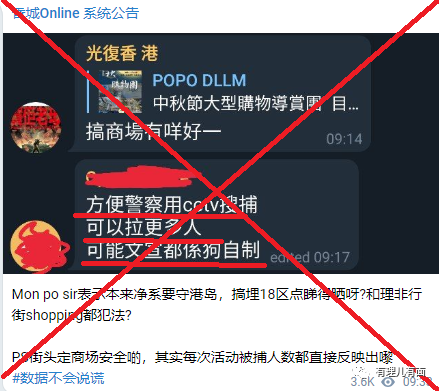 香城Online 系统公告
光復香 港
POPO DLLM
中秋節大型購物導賞團 目…
搞商場有咩好一
09:14
方便警察用cctv搜捕
可以拉更多人
可能文宣都係狗自制
edited 09:17
Mon po sir表示本来净系要守港岛，搞埋18区点睇得晒呀?和理非行
街shopping都犯法?
PS街头定商场安全啲，其实每次活动被捕人数都直接反映出嚟
#数据不会说谎
3.6K
有理儿有面